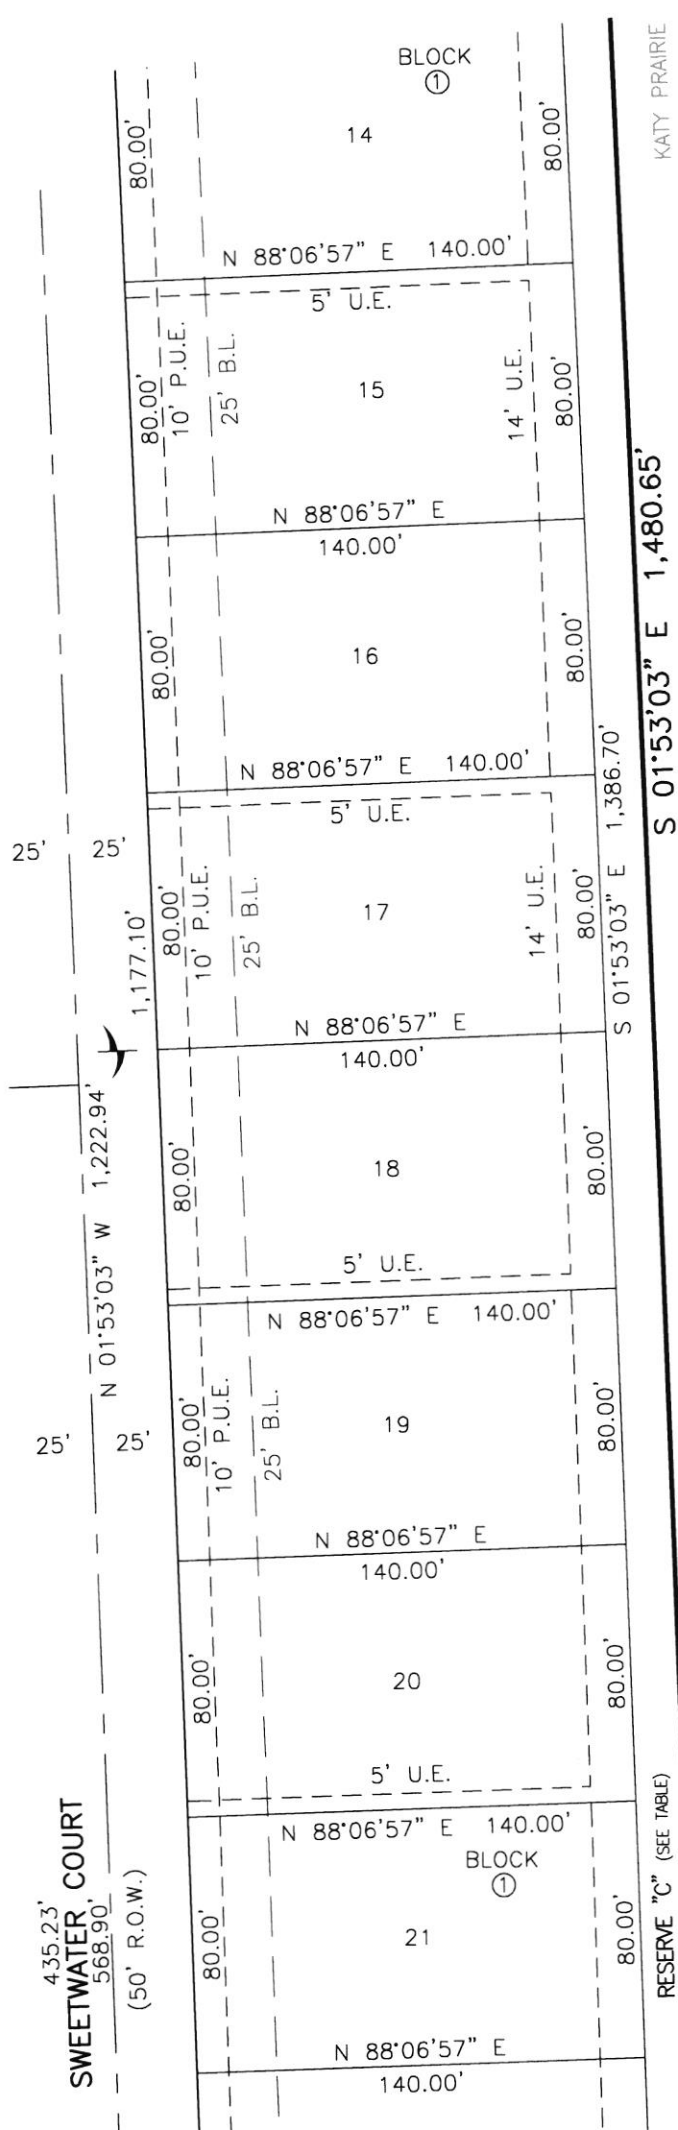 BLOCK
①
KATY PRAIRIE
80.00'
14
80.00'
N 88°06'57" E 140.00'
5' U.E.
80.00'
10' P.U.E.
25' B.L.
15
14' U.E.
80.00'
N 88°06'57" E
140.00'
80.00'
16
80.00'
S 01°53'03" E 1,480.65'
N 88°06'57" E 140.00'
5' U.E.
S 01°53'03" E 1,386.70'
25'
25'
1,177.10'
80.00'
10' P.U.E.
25' B.L.
17
14' U.E.
80.00'
N 88°06'57" E
140.00'
N 01°53'03" W 1,222.94'
80.00'
18
80.00'
5' U.E.
N 88°06'57" E 140.00'
25'
25'
80.00'
10' P.U.E.
25' B.L.
19
80.00'
N 88°06'57" E
140.00'
80.00'
20
80.00'
5' U.E.
N 88°06'57" E 140.00'
BLOCK
①
435.23'
SWEETWATER COURT
568.90'
(50' R.O.W.)
80.00'
21
80.00'
RESERVE "C" (SEE TABLE)
N 88°06'57" E
140.00'